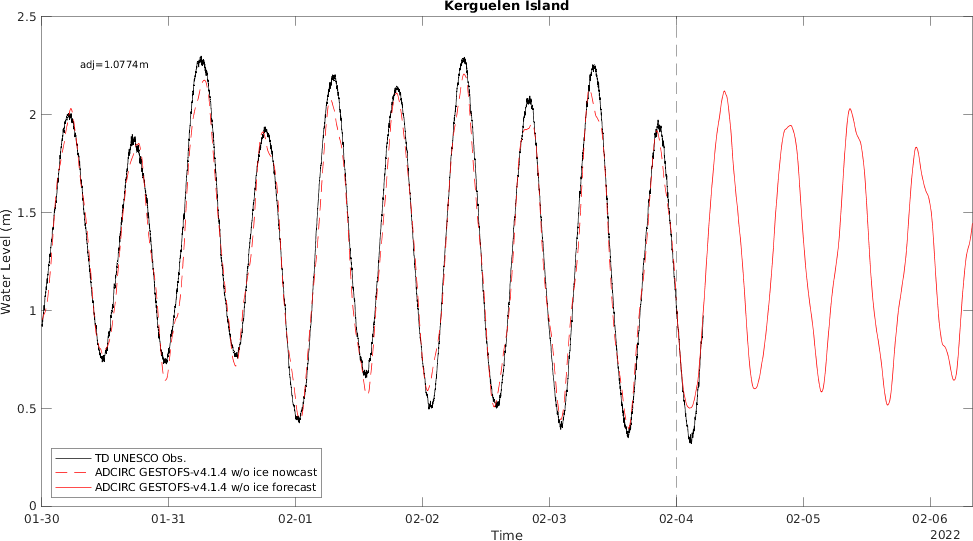 Kerguelen Island
2.5
adj=1.0774m
2
1.5
Water Level (m)
1
0.5
TD UNESCO Obs.
ADCIRC GESTOFS-v4.1.4 w/o ice nowcast
ADCIRC GESTOFS-v4.1.4 w/o ice forecast
0
01-30 01-31 02-01 02-02 02-03 02-04 02-05 02-06
Time
2022